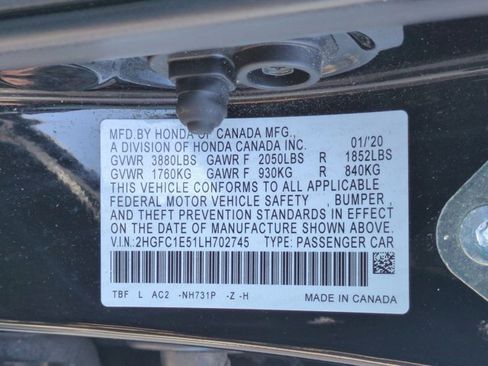 MFD.BY HONDA OF CANADA MFG.,
A DIVISION OF HONDA CANADA INC. 01/'20
GVWR 3880LBS GAWR F 2050LBS R 1852LBS
GVWR 1760KG GAWR F 930KG R 840KG
THIS VEHICLE CONFORMS TO ALL APPLICABLE
FEDERAL MOTOR VEHICLE SAFETY, BUMPER,
AND THEFT PREVENTION STANDARDS IN EFFECT
ON THE DATE OF MANUFACTURE SHOWN ABOVE.
V.I.N.:2HGFC1E51LH702745 TYPE: PASSENGER CAR
TBF L AC2 -NH731P -Z -H MADE IN CANADA